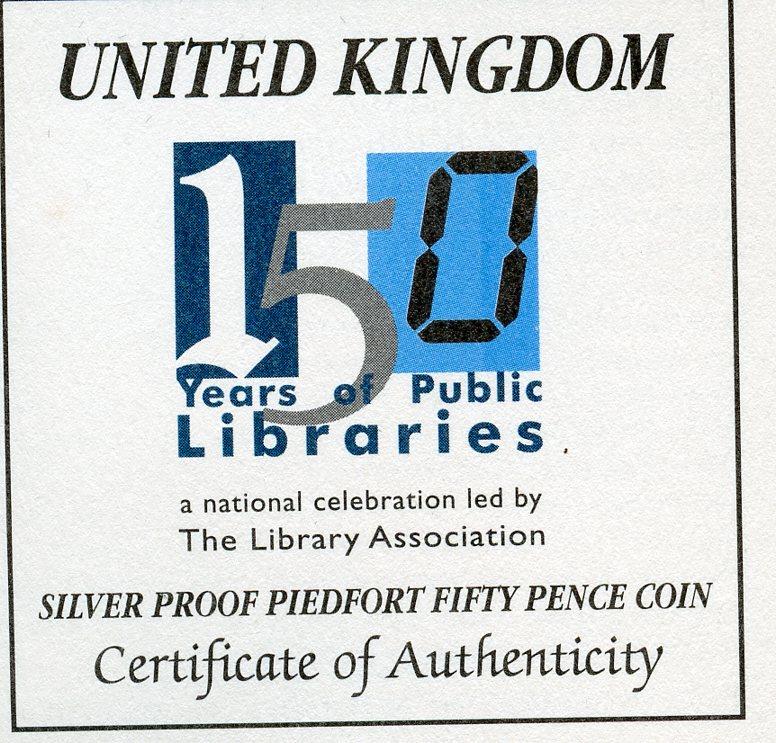 UNITED KINGDOM
150
Years of Public
Libraries
a national celebration led by
The Library Association
SILVER PROOF PIEDFORT FIFTY PENCE COIN
Certificate of Authenticity